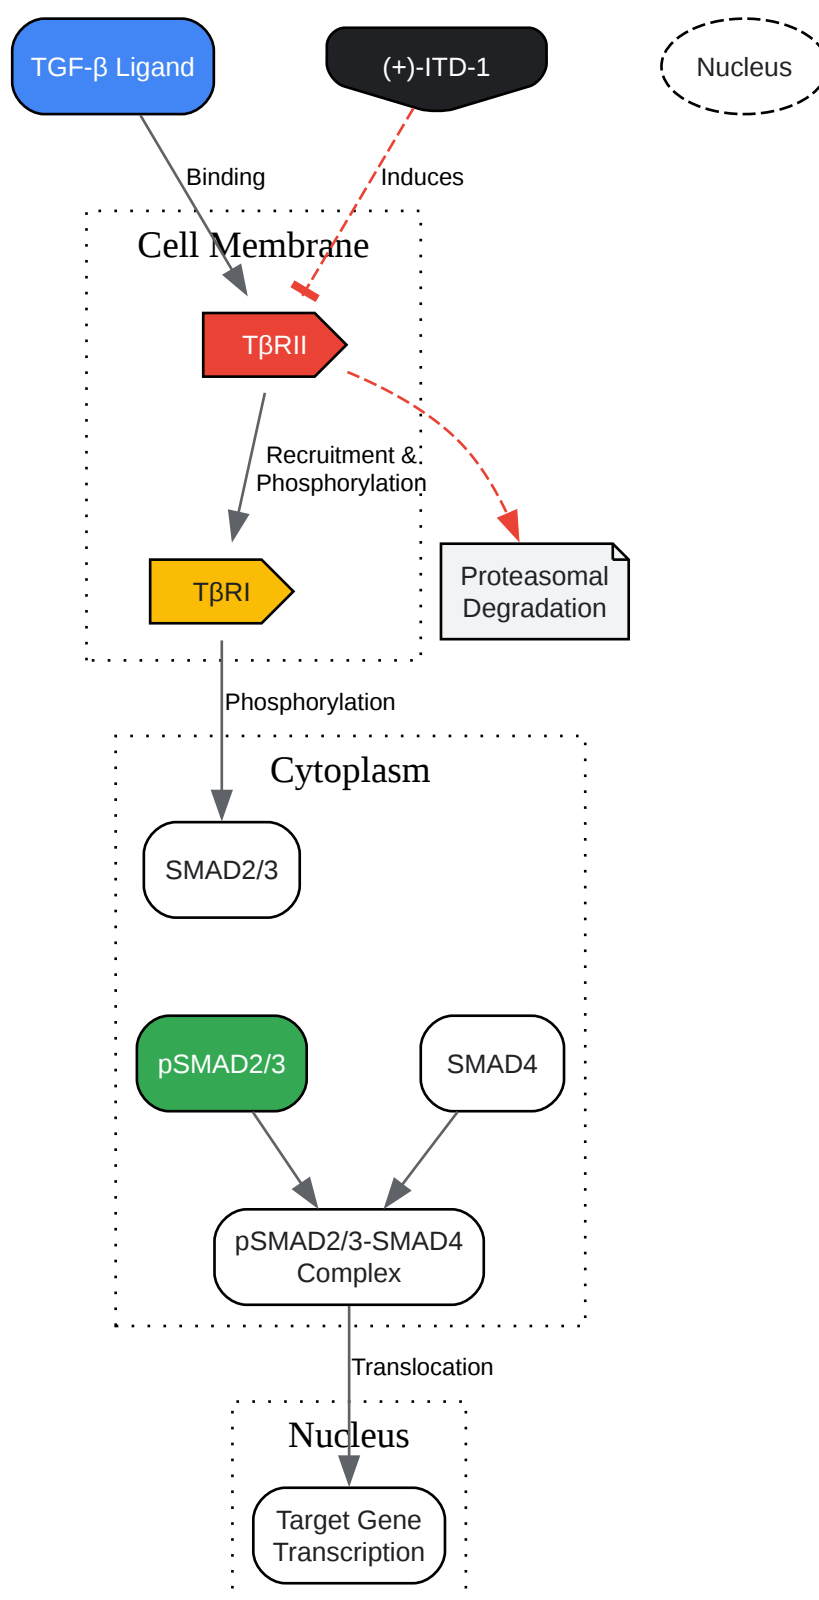 TGF-β Ligand
(+)-ITD-1
Nucleus
Binding
Induces
Cell Membrane
TβRII
Recruitment &
Phosphorylation
TβRI
Proteasomal
Degradation
Phosphorylation
Cytoplasm
SMAD2/3
pSMAD2/3
SMAD4
pSMAD2/3-SMAD4
Complex
Translocation
Nucleus
Target Gene
Transcription